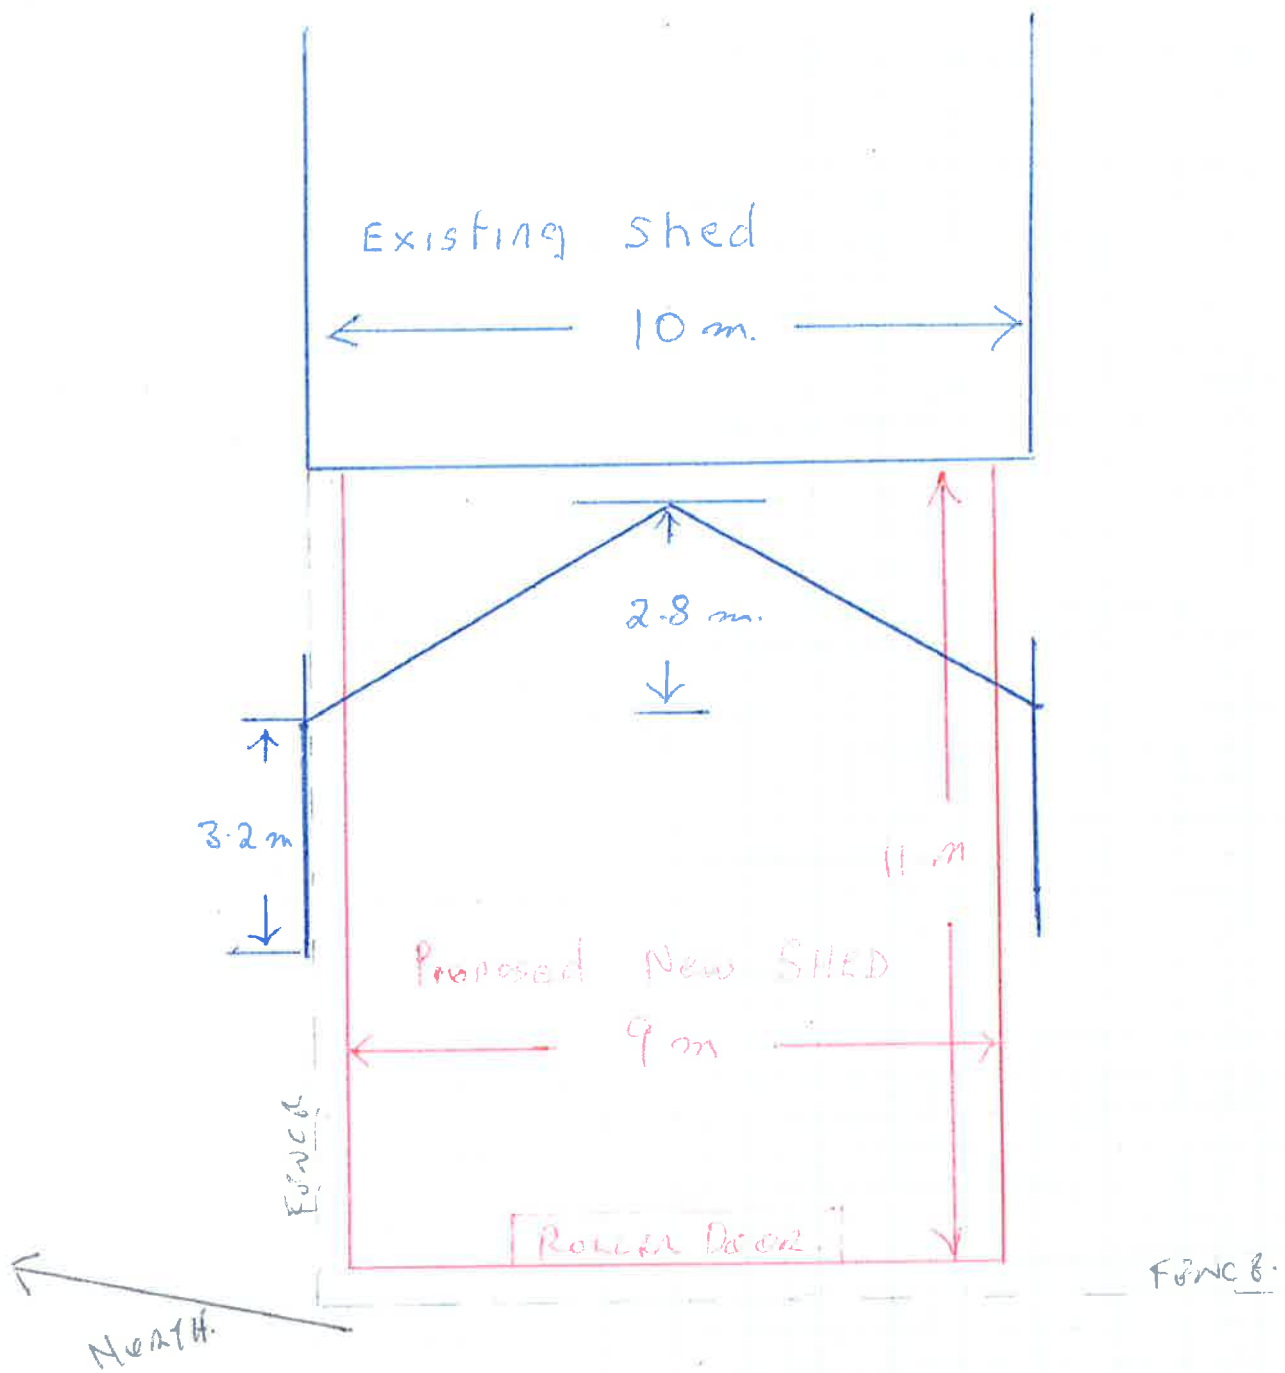 Existing Shed
10 m.
2.8 m.
3.2 m
11 m
Proposed New SHED
9 m
FENCE
ROLLER DOOR.
FENCE.
NORTH.